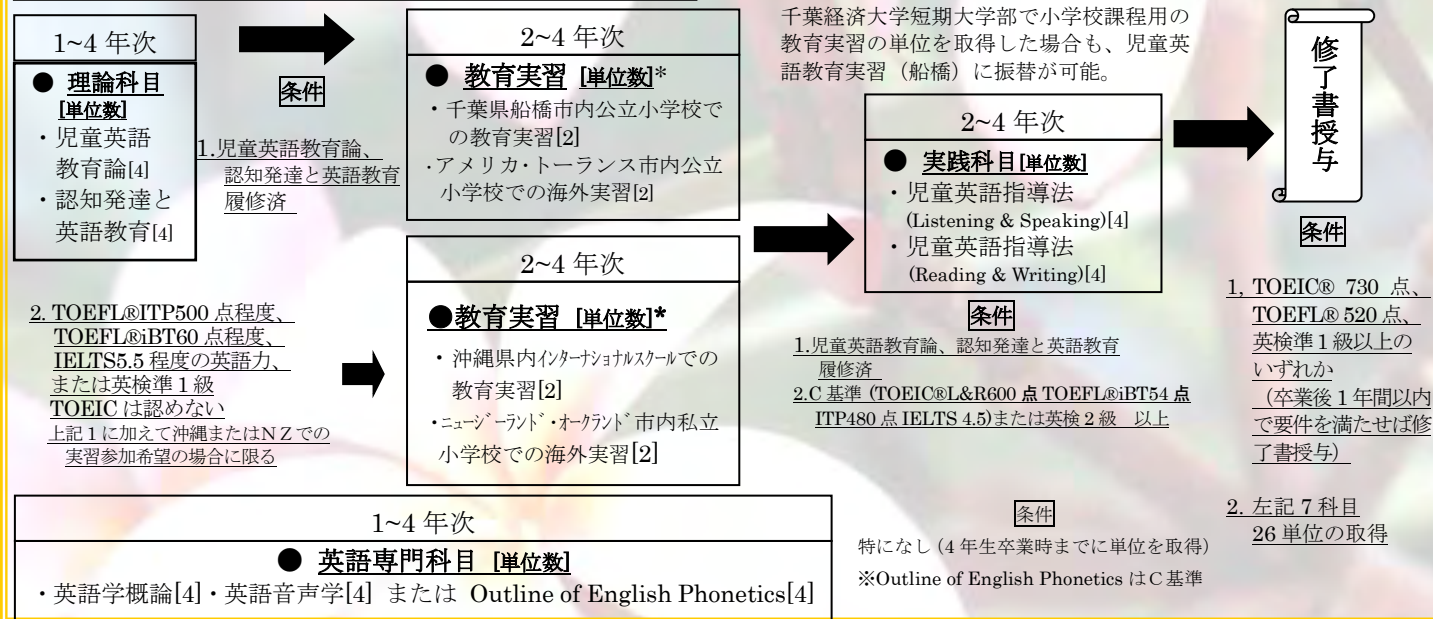 1~4 年次
● 理論科目
[単位数]
・児童英語
教育論[4]
・認知発達と
英語教育[4]
条件
1.児童英語教育論、
認知発達と英語教育
履修済
2~4 年次
● 教育実習 [単位数]*
・千葉県船橋市内公立小学校で
の教育実習[2]
・アメリカ・トーランス市内公立
小学校での海外実習[2]
2. TOEFL®ITP500 点程度、
TOEFL®iBT60 点程度、
IELTS5.5 程度の英語力、
または英検準 1 級
TOEIC は認めない
上記 1 に加えて沖縄またはNZでの
実習参加希望の場合に限る
2~4 年次
●教育実習 [単位数]*
・沖縄県内インターナショナルスクールでの
教育実習[2]
・ニュージーランド・オークランド市内私立
小学校での海外実習[2]
千葉経済大学短期大学部で小学校課程用の
教育実習の単位を取得した場合も、児童英
語教育実習（船橋）に振替が可能。
2~4 年次
● 実践科目[単位数]
・児童英語指導法
(Listening & Speaking)[4]
・児童英語指導法
(Reading & Writing)[4]
条件
1.児童英語教育論、認知発達と英語教育
履修済
2.C 基準 (TOEIC®L&R600 点 TOEFL®iBT54 点
ITP480 点 IELTS 4.5)または英検 2 級 以上
修了書授与
条件
1, TOEIC® 730 点、
TOEFL® 520 点、
英検準 1 級以上の
いずれか
（卒業後 1 年間以内
で要件を満たせば修
了書授与）
2. 左記 7 科目
26 単位の取得
1~4 年次
● 英語専門科目 [単位数]
・英語学概論[4]・英語音声学[4] または Outline of English Phonetics[4]
条件
特になし（4 年生卒業時までに単位を取得）
※Outline of English Phonetics はC基準